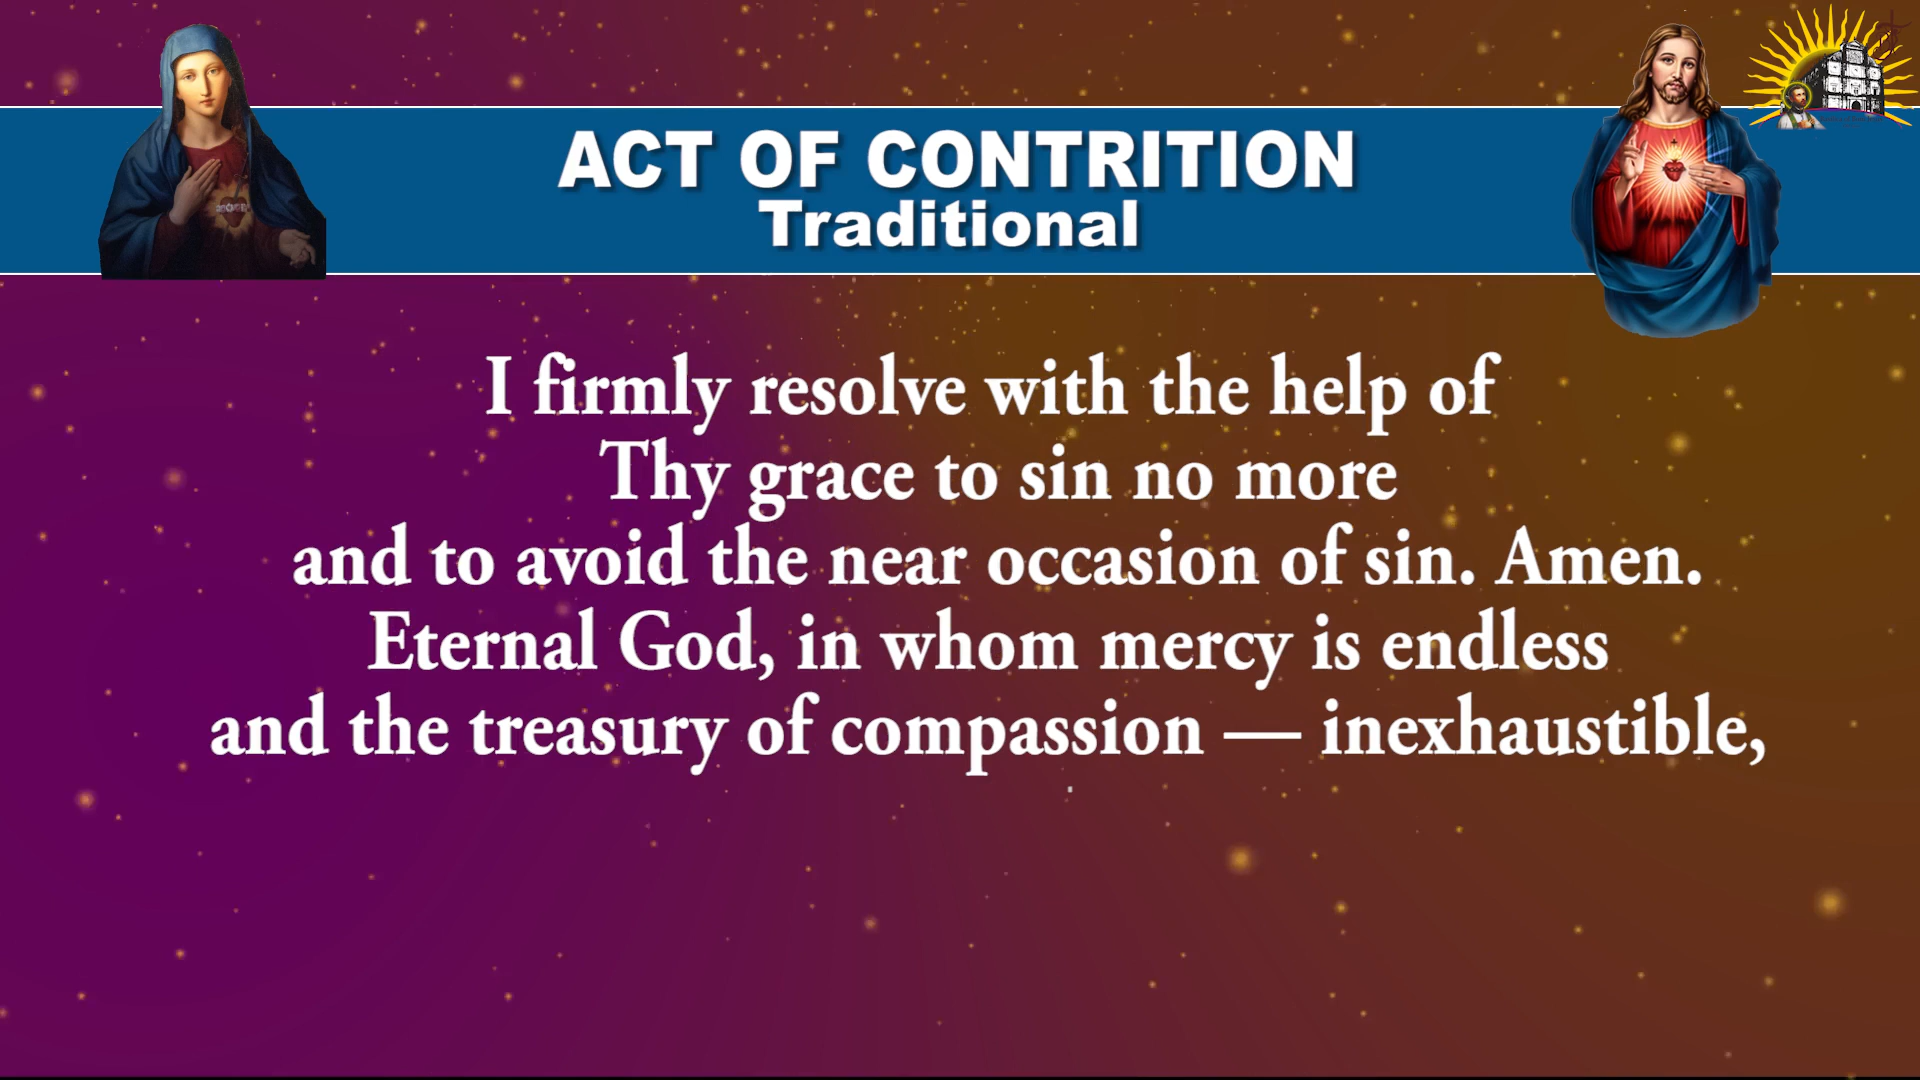 ACT OF CONTRITION
Traditional
I firmly resolve with the help of
Thy grace to sin no more
and to avoid the near occasion of sin. Amen.
Eternal God, in whom mercy is endless
and the treasury of compassion — inexhaustible,